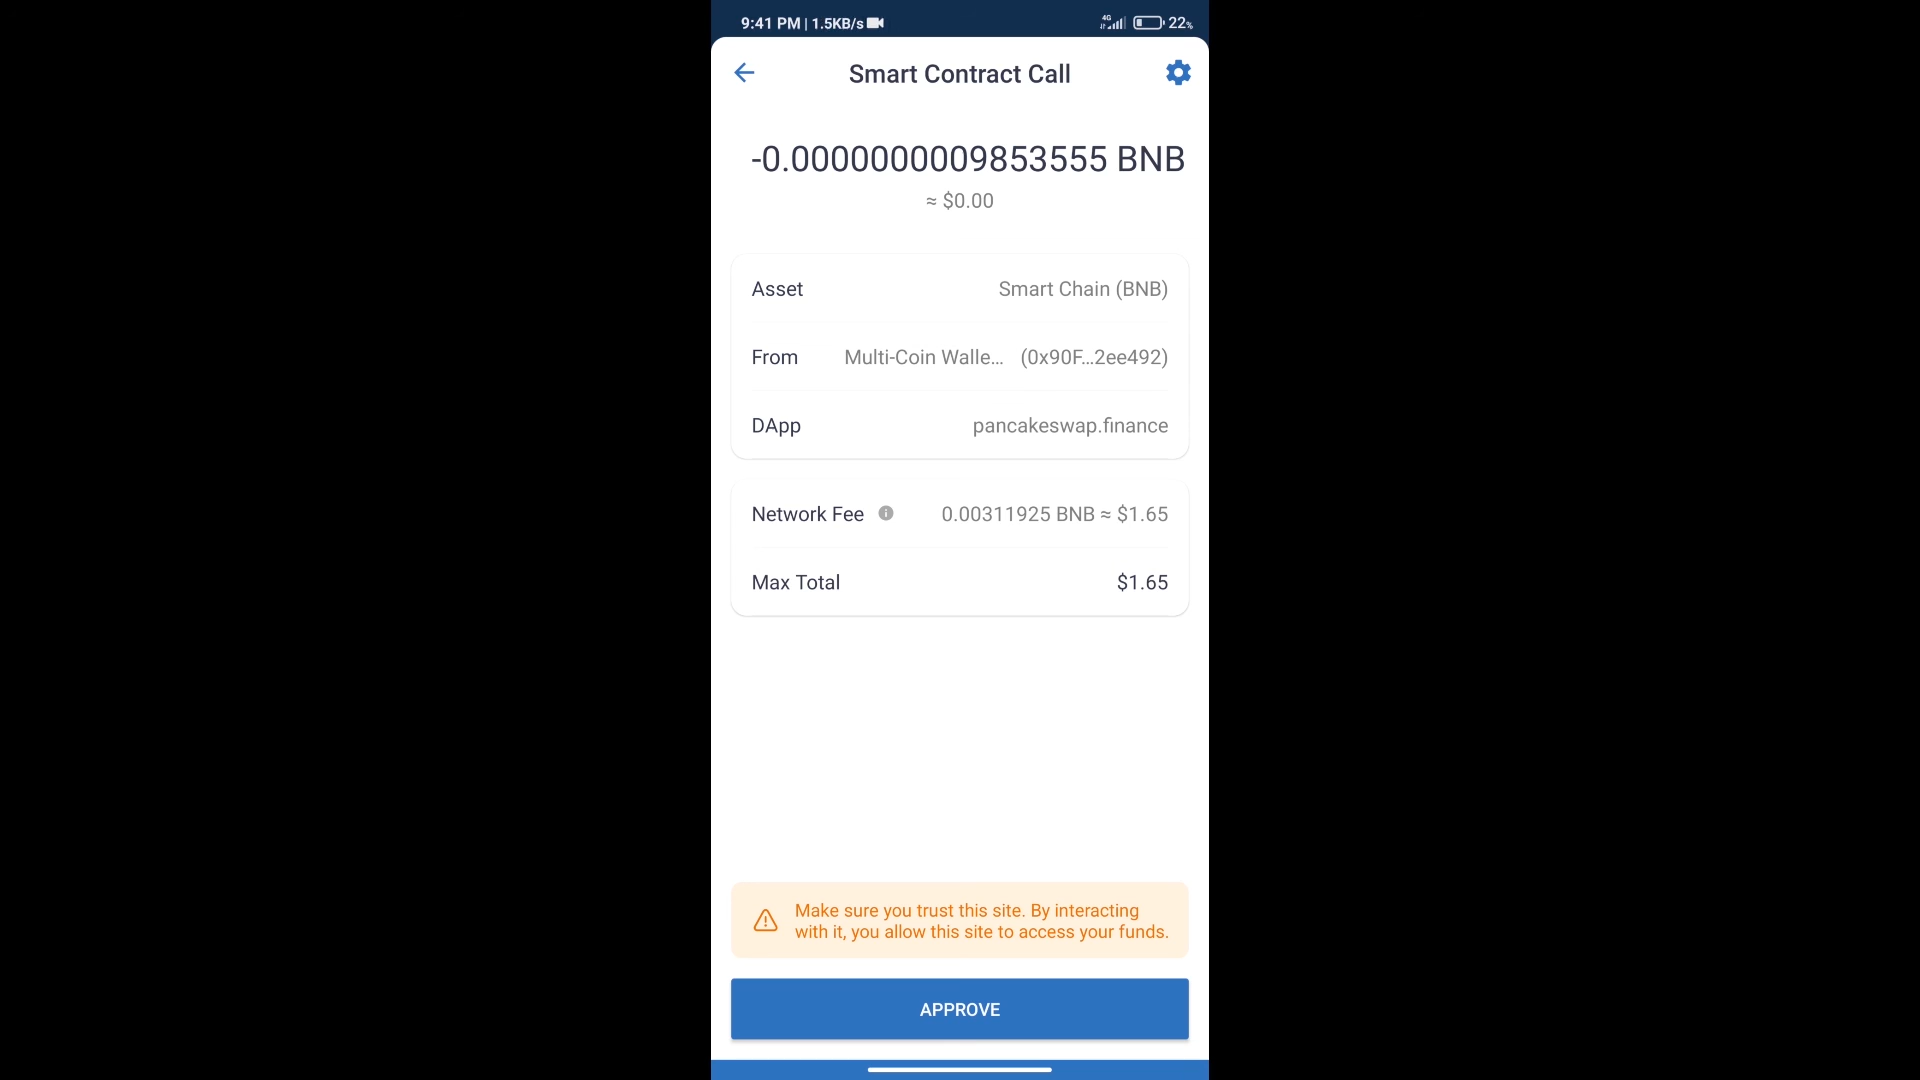 9:41 PM | 1.5KB/s 4G 22%
Smart Contract Call
-0.0000000009853555 BNB
≈ $0.00
Asset Smart Chain (BNB)
From Multi-Coin Walle... (0x90F...2ee492)
DApp pancakeswap.finance
Network Fee 0.00311925 BNB ≈ $1.65
Max Total $1.65
Make sure you trust this site. By interacting
with it, you allow this site to access your funds.
APPROVE